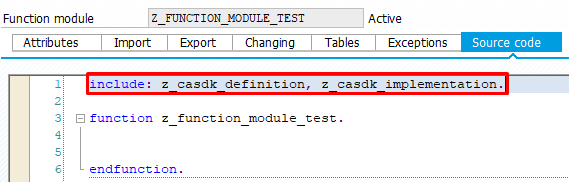 Function module Z_FUNCTION_MODULE_TEST Active
Attributes Import Export Changing Tables Exceptions Source code
1 include: z_casdk_definition, z_casdk_implementation.
2
3 function z_function_module_test.
4
5
6 endfunction.